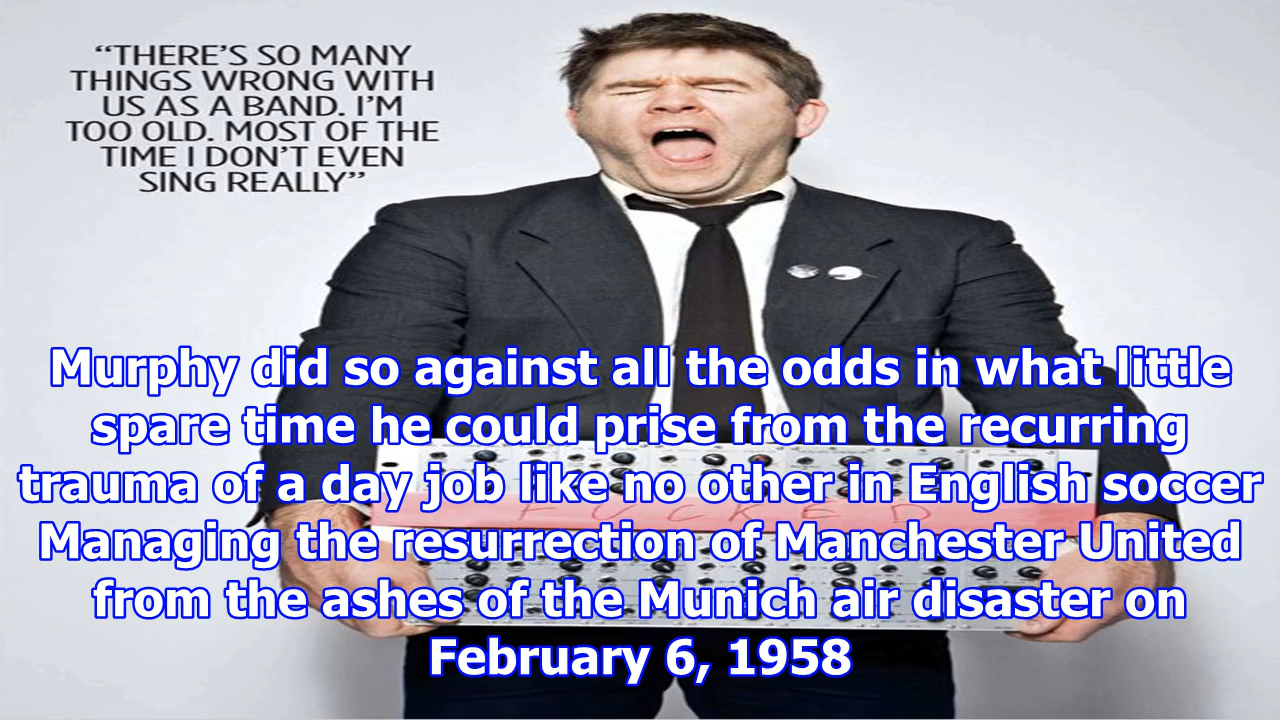 “THERE’S SO MANY
THINGS WRONG WITH
US AS A BAND. I’M
TOO OLD. MOST OF THE
TIME I DON’T EVEN
SING REALLY”
Murphy did so against all the odds in what little
spare time he could prise from the recurring
trauma of a day job like no other in English soccer
F U C K E D
Managing the resurrection of Manchester United
from the ashes of the Munich air disaster on
February 6, 1958